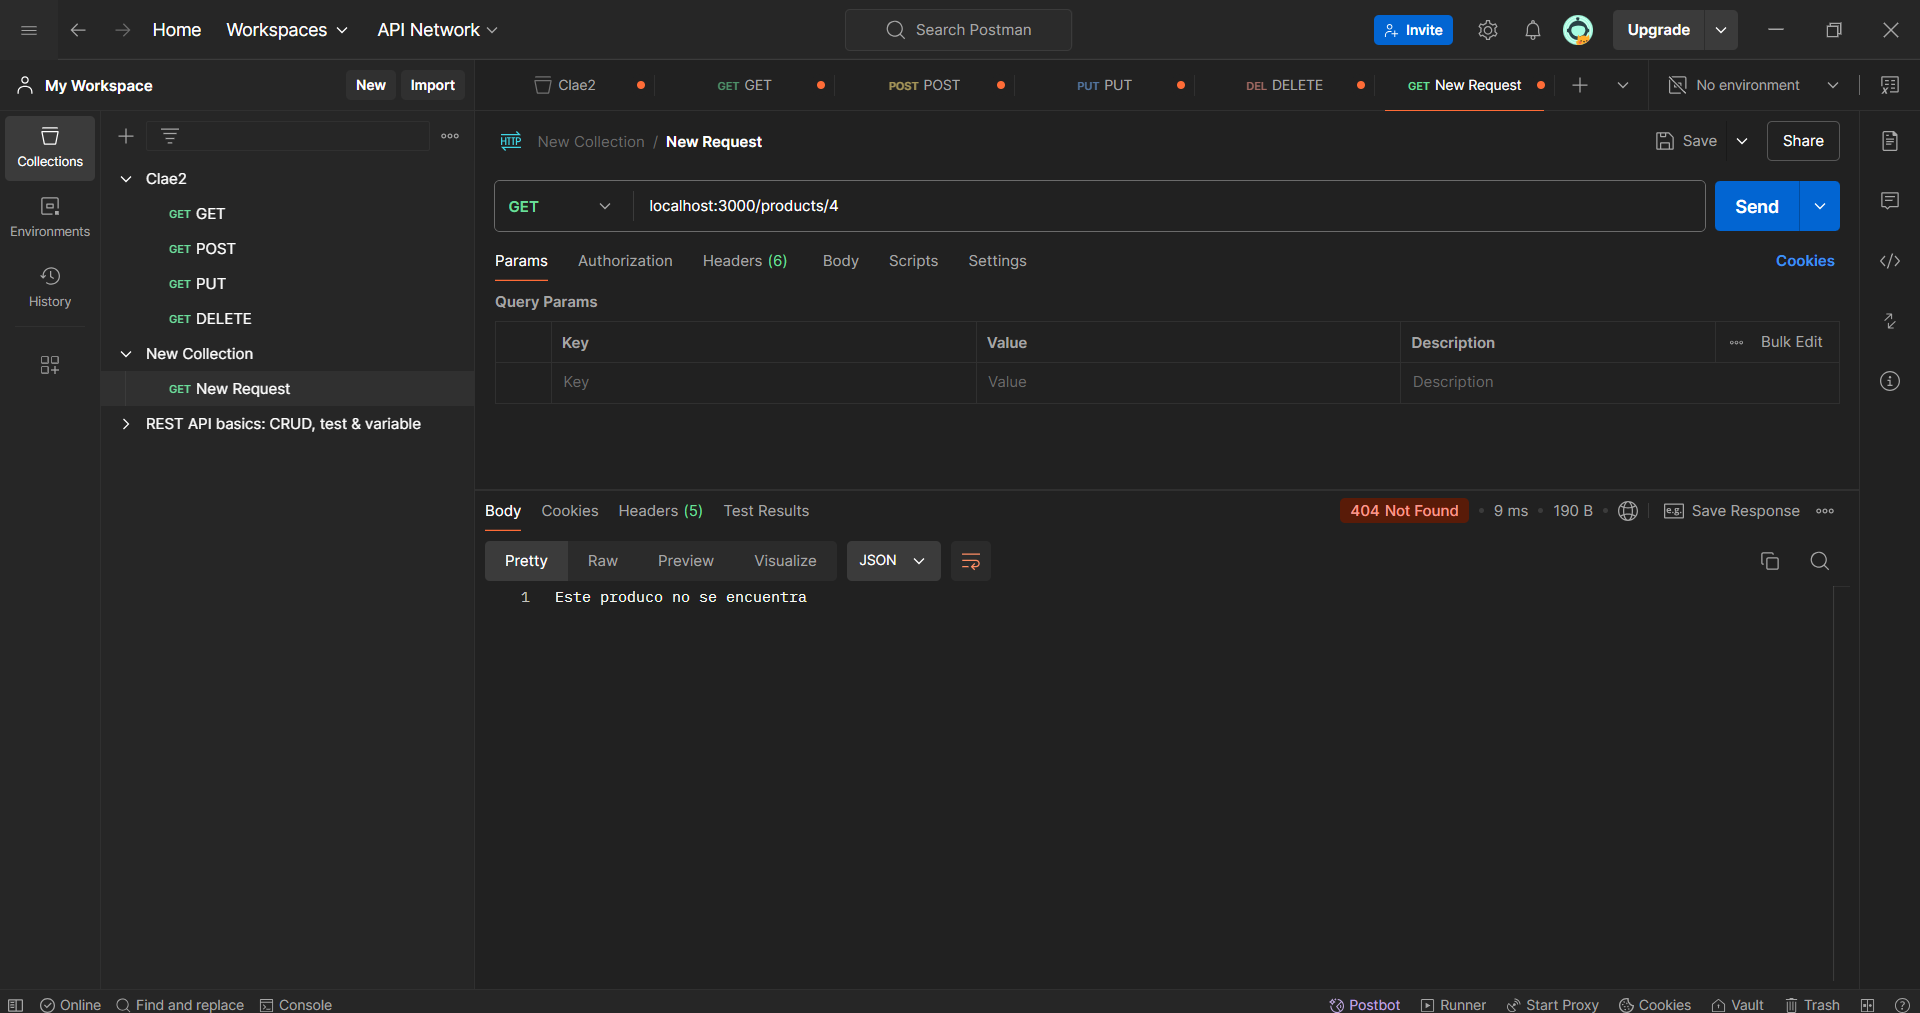 Home Workspaces API Network Search Postman Invite Upgrade
My Workspace New Import Clae2 GET GET POST POST PUT PUT DEL DELETE GET New Request No environment
Collections
Environments
History
Clae2
GET GET
GET POST
GET PUT
GET DELETE
New Collection
GET New Request
REST API basics: CRUD, test & variable
HTTP New Collection / New Request Save Share
GET localhost:3000/products/4 Send
Params Authorization Headers (6) Body Scripts Settings Cookies
Query Params
Key Value Description Bulk Edit
Key Value Description
Body Cookies Headers (5) Test Results 404 Not Found 9 ms 190 B e.g. Save Response
Pretty Raw Preview Visualize JSON
1 Este produco no se encuentra
Online Find and replace Console Postbot Runner Start Proxy Cookies Vault Trash